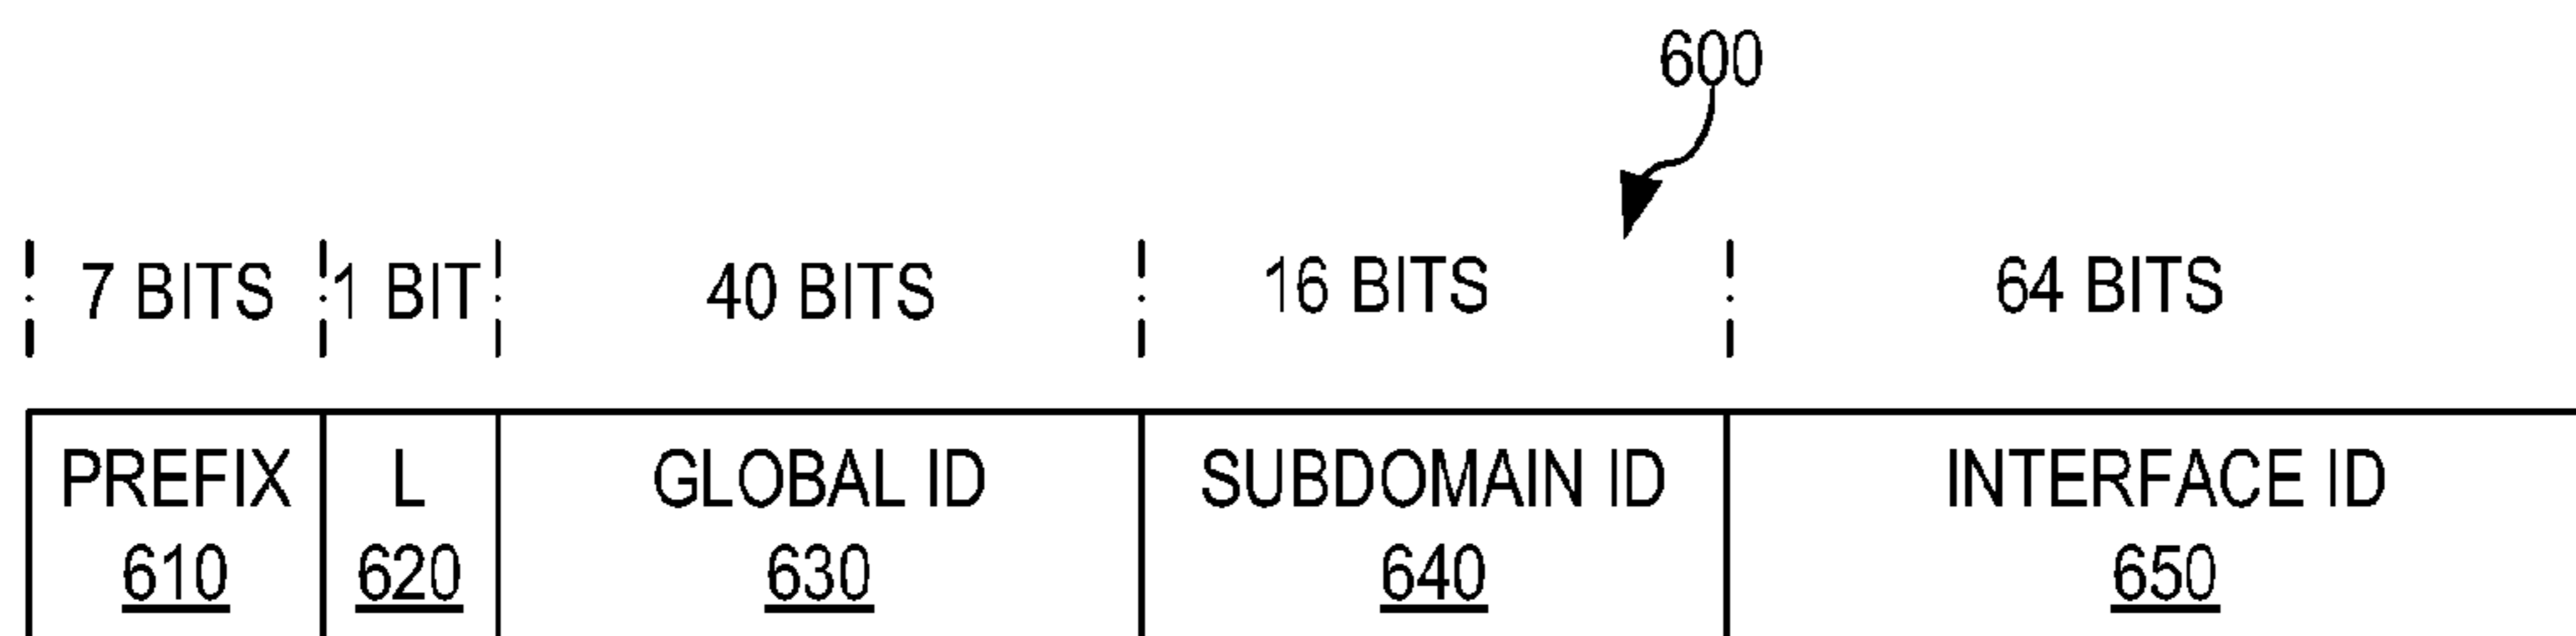 600
7 BITS 1 BIT 40 BITS 16 BITS 64 BITS
PREFIX L GLOBAL ID SUBDOMAIN ID INTERFACE ID
610 620 630 640 650